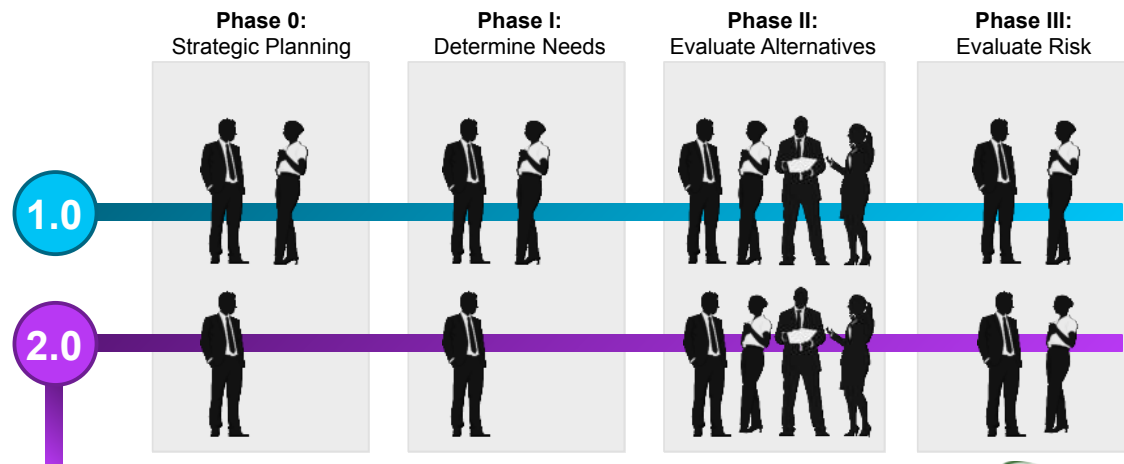 Phase 0:
Strategic Planning
Phase I:
Determine Needs
Phase II:
Evaluate Alternatives
Phase III:
Evaluate Risk
1.0
2.0